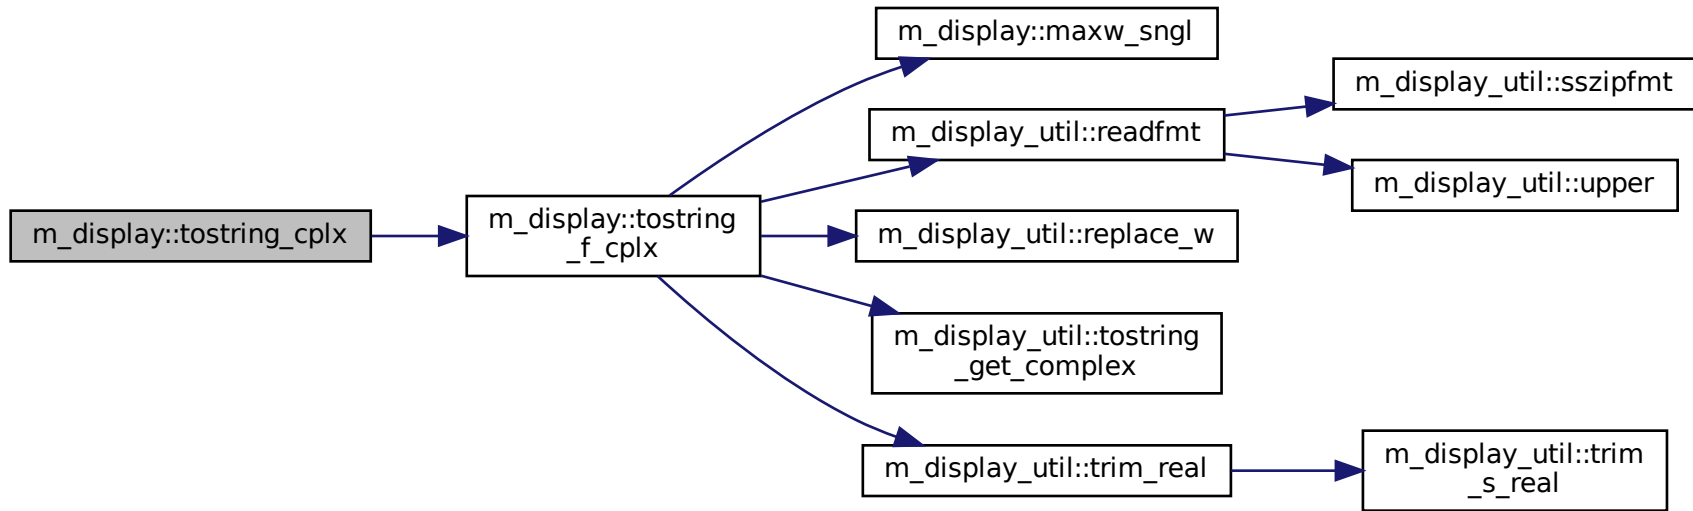 m_display::tostring_cplx
m_display::tostring
_f_cplx
m_display::maxw_sngl
m_display_util::readfmt
m_display_util::replace_w
m_display_util::tostring
_get_complex
m_display_util::trim_real
m_display_util::sszipfmt
m_display_util::upper
m_display_util::trim
_s_real